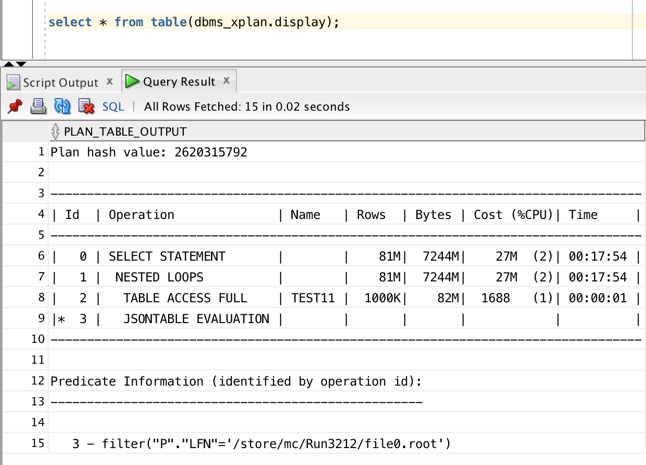 select * from table(dbms_xplan.display);
Script Output x Query Result x
SQL | All Rows Fetched: 15 in 0.02 seconds
PLAN_TABLE_OUTPUT
1 Plan hash value: 2620315792
2
3 ---------------------------------------------------------------------------------
4 | Id  | Operation              | Name   | Rows  | Bytes | Cost (%CPU)| Time     |
5 ---------------------------------------------------------------------------------
6 |   0 | SELECT STATEMENT       |        |    81M|  7244M|    27M  (2)| 00:17:54 |
7 |   1 |  NESTED LOOPS          |        |    81M|  7244M|    27M  (2)| 00:17:54 |
8 |   2 |   TABLE ACCESS FULL    | TEST11 |  1000K|    82M|  1688   (1)| 00:00:01 |
9 |*  3 |   JSONTABLE EVALUATION |        |       |       |            |          |
10 ---------------------------------------------------------------------------------
11
12 Predicate Information (identified by operation id):
13 ---------------------------------------------------
14
15    3 - filter("P"."LFN"='/store/mc/Run3212/file0.root')